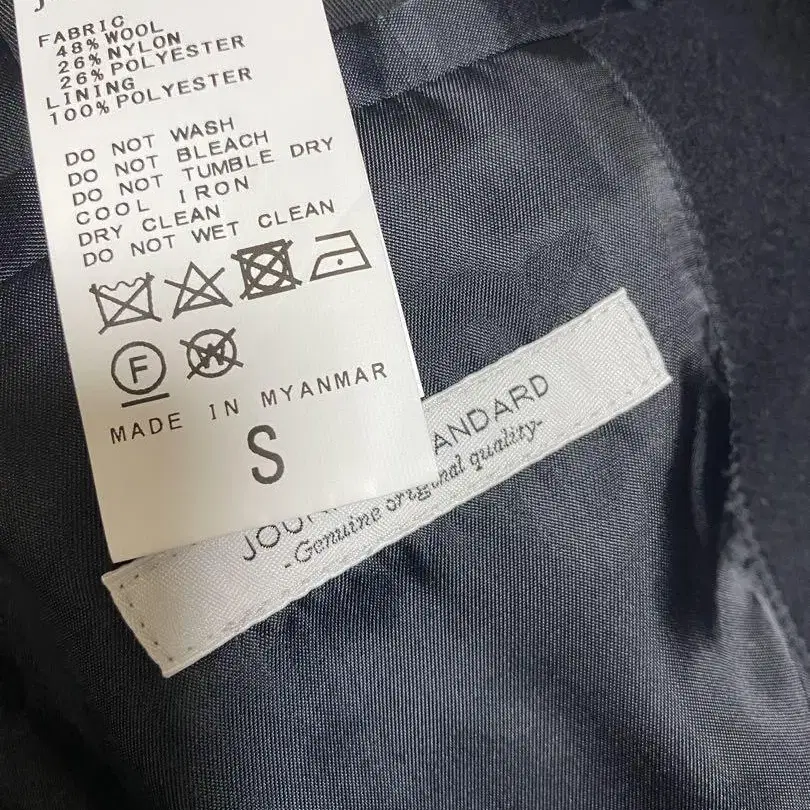 FABRIC
48% WOOL
26% NYLON
26% POLYESTER
LINING
100% POLYESTER
DO NOT WASH
DO NOT BLEACH
DO NOT TUMBLE DRY
COOL IRON
DRY CLEAN
DO NOT WET CLEAN
F
W
MADE IN MYANMAR
S
-Genuine original quality-